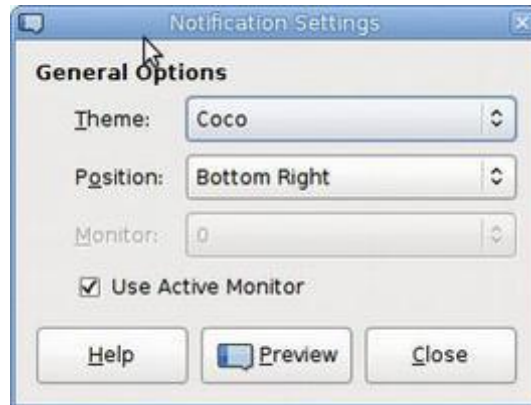 Notification Settings
General Options
Theme: Coco
Position: Bottom Right
Monitor: 0
Use Active Monitor
Help Preview Close